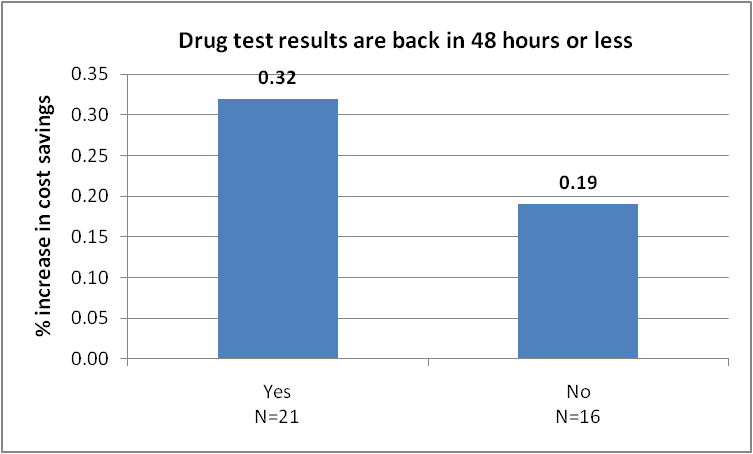 Drug test results are back in 48 hours or less
% increase in cost savings
0.35
0.30
0.25
0.20
0.15
0.10
0.05
0.00
0.32
0.19
Yes
N=21
No
N=16